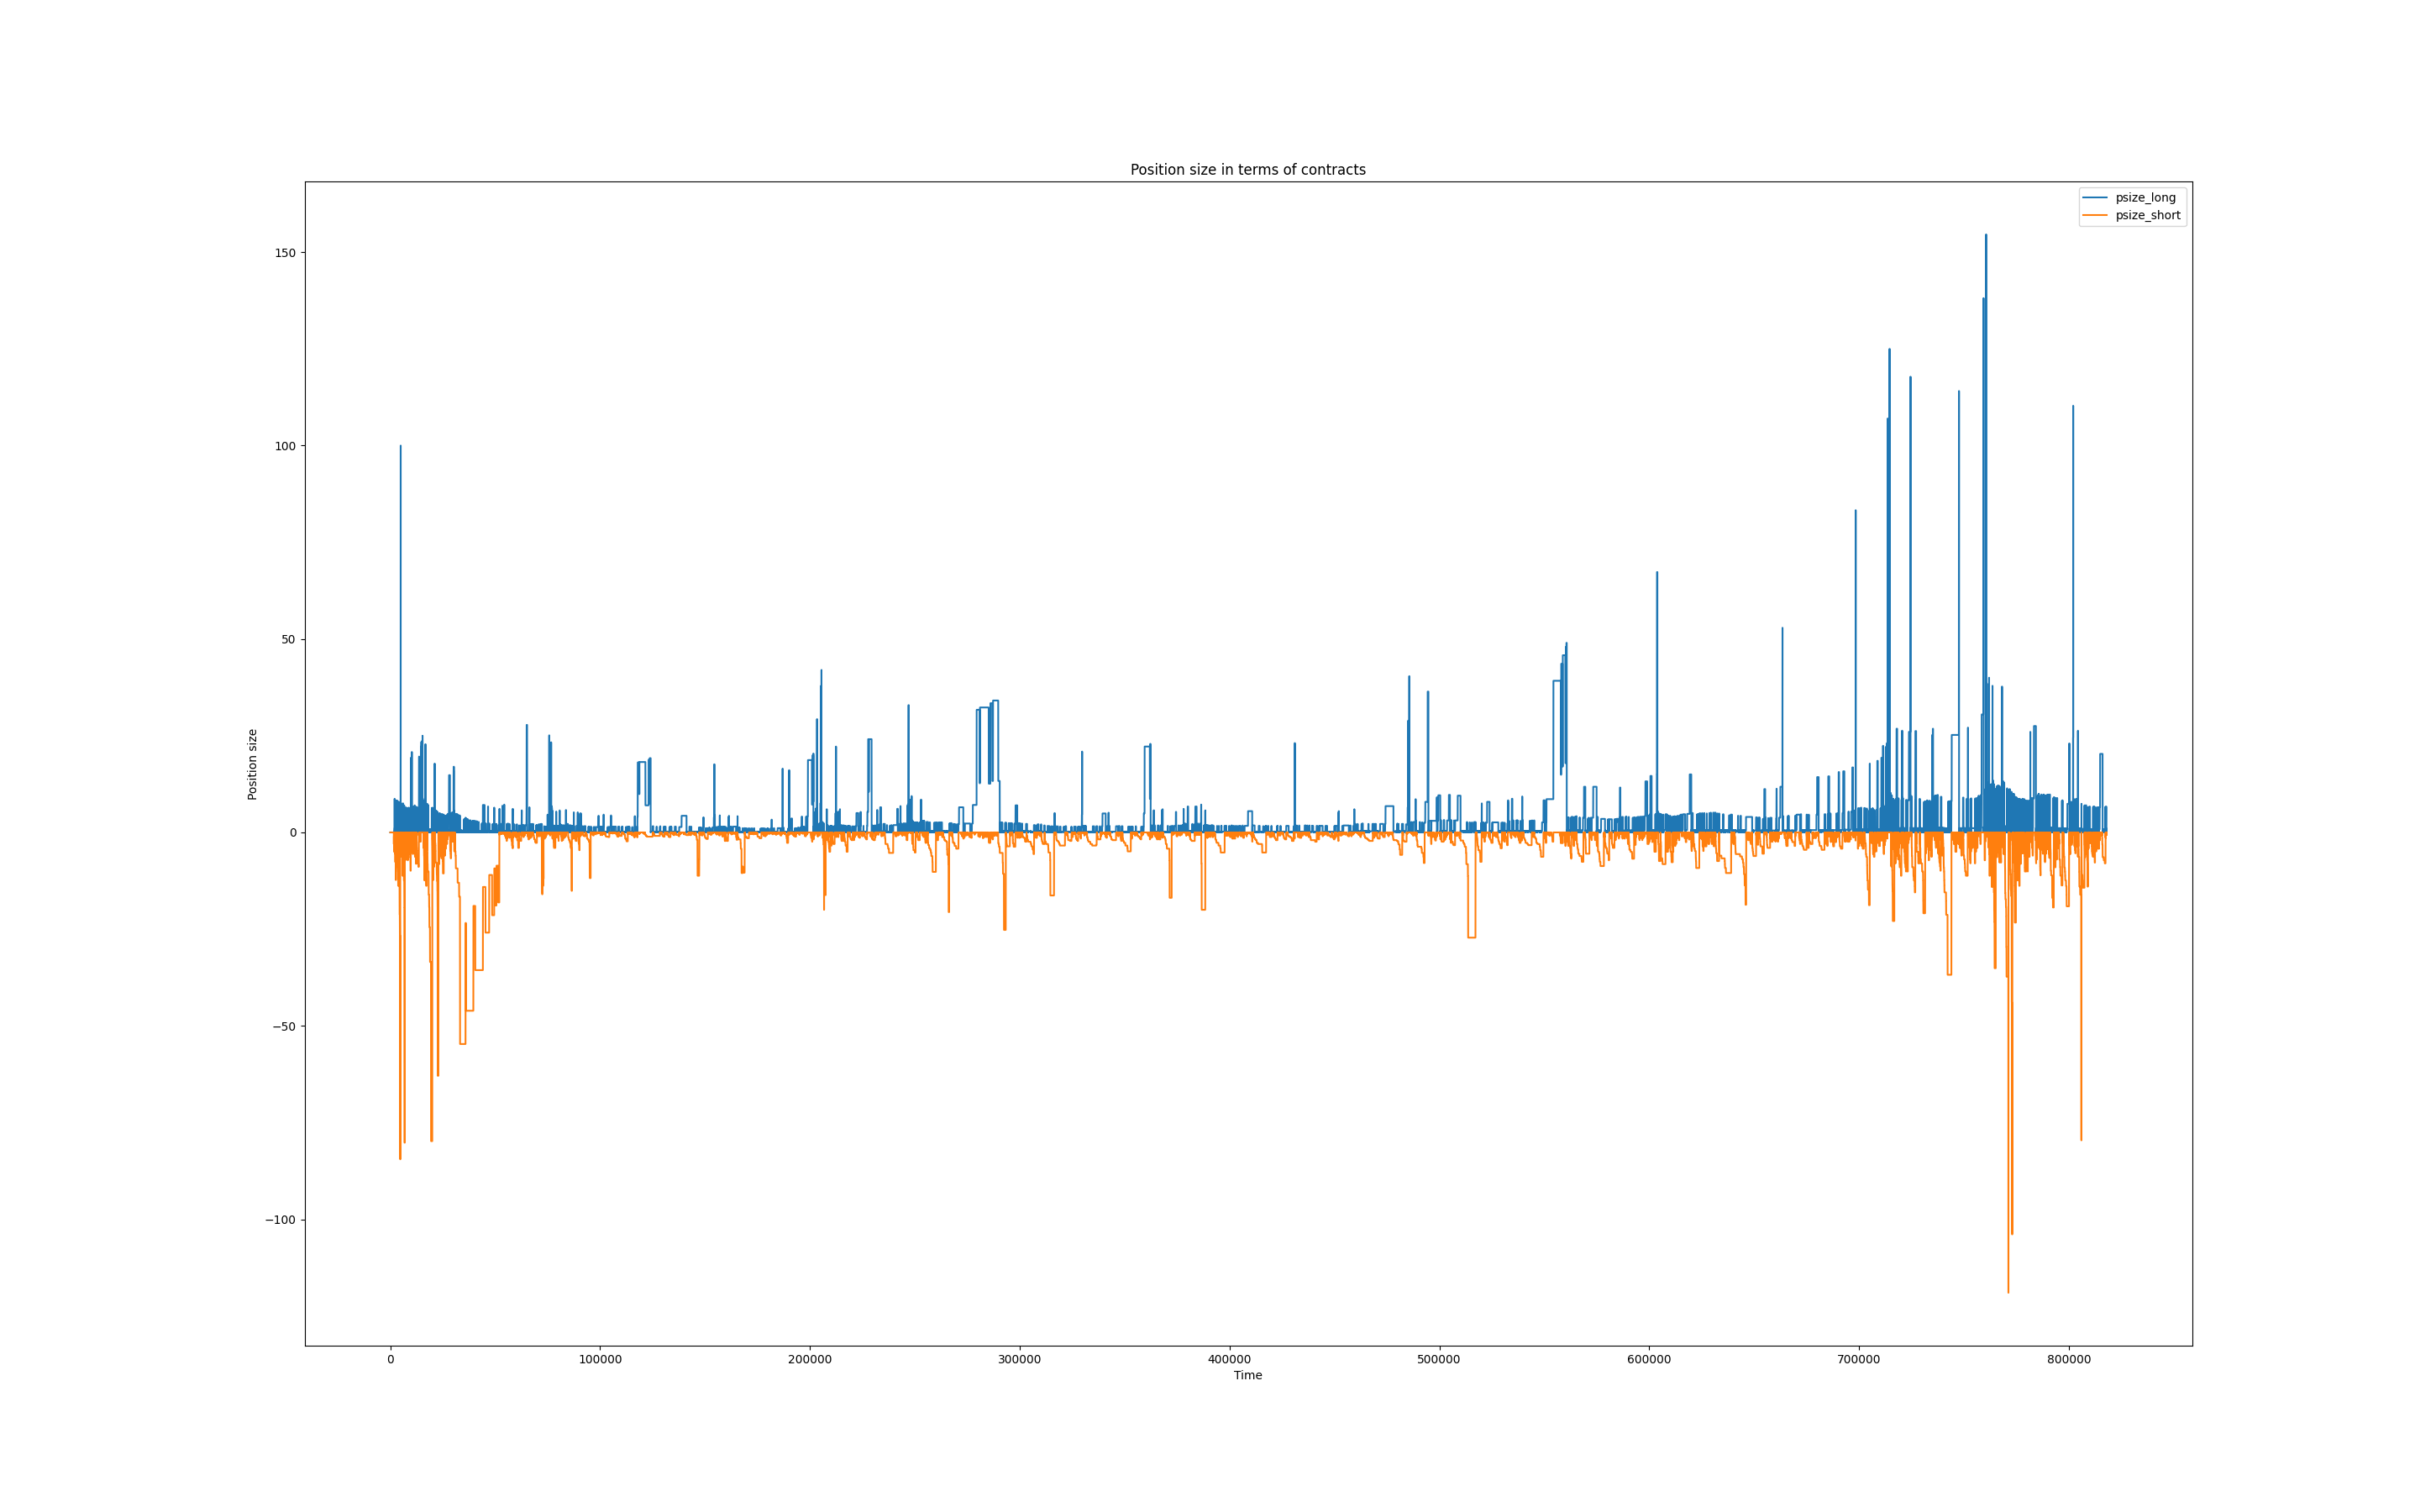 Position size in terms of contracts
psize_long
psize_short
150
100
50
0
−50
−100
Position size
0 100000 200000 300000 400000 500000 600000 700000 800000
Time